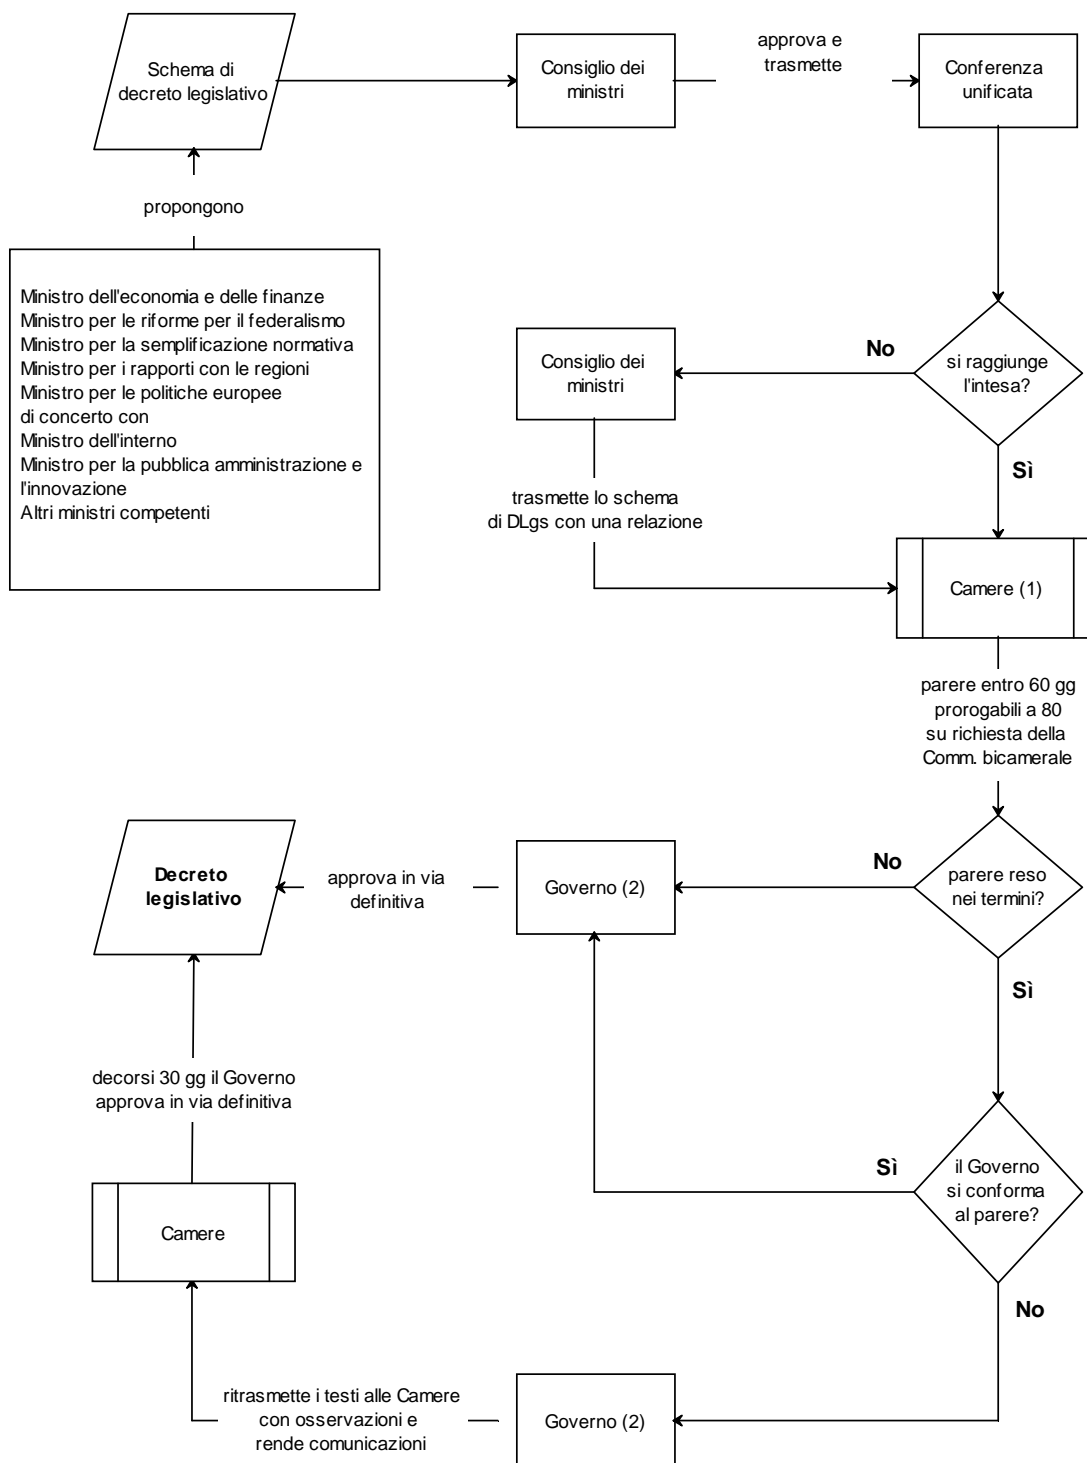 Schema di
decreto legislativo
Consiglio dei
ministri
approva e
trasmette
Conferenza
unificata
propongono
Ministro dell'economia e delle finanze
Ministro per le riforme per il federalismo
Ministro per la semplificazione normativa
Ministro per i rapporti con le regioni
Ministro per le politiche europee
di concerto con
Ministro dell'interno
Ministro per la pubblica amministrazione e
l'innovazione
Altri ministri competenti
Consiglio dei
ministri
No
si raggiunge
l'intesa?
Sì
trasmette lo schema
di DLgs con una relazione
Camere (1)
parere entro 60 gg
prorogabili a 80
su richiesta della
Comm. bicamerale
Decreto
legislativo
approva in via
definitiva
Governo (2)
No
parere reso
nei termini?
Sì
decorsi 30 gg il Governo
approva in via definitiva
Sì
il Governo
si conforma
al parere?
Camere
No
ritrasmette i testi alle Camere
con osservazioni e
rende comunicazioni
Governo (2)